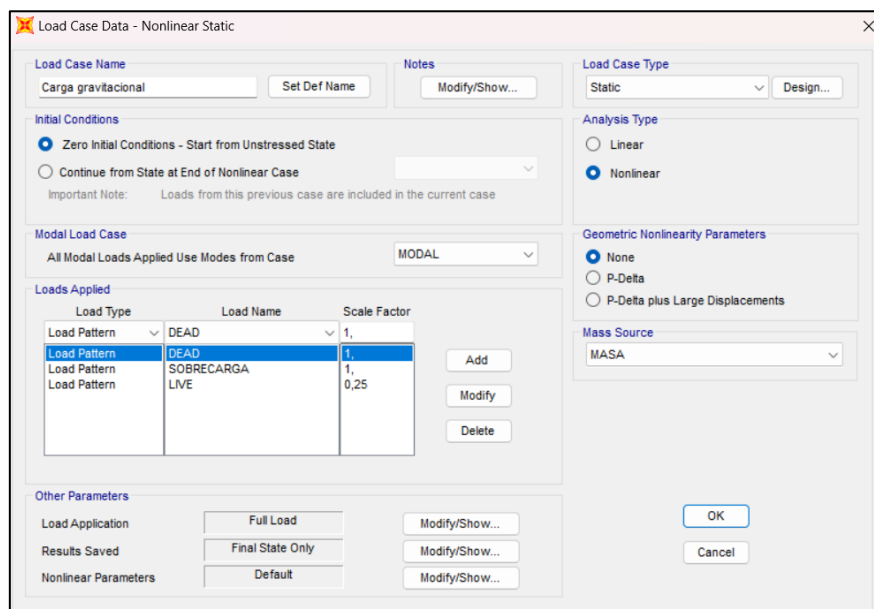 Load Case Data - Nonlinear Static
Load Case Name
Carga gravitacional
Set Def Name
Notes
Modify/Show...
Load Case Type
Static
Design...
Initial Conditions
Zero Initial Conditions - Start from Unstressed State
Continue from State at End of Nonlinear Case
Important Note: Loads from this previous case are included in the current case
Analysis Type
Linear
Nonlinear
Modal Load Case
All Modal Loads Applied Use Modes from Case
MODAL
Geometric Nonlinearity Parameters
None
P-Delta
P-Delta plus Large Displacements
Loads Applied
Load Type Load Name Scale Factor
Load Pattern DEAD 1,
Load Pattern DEAD 1,
Load Pattern SOBRECARGA 1,
Load Pattern LIVE 0,25
Add
Modify
Delete
Mass Source
MASA
Other Parameters
Load Application Full Load Modify/Show...
Results Saved Final State Only Modify/Show...
Nonlinear Parameters Default Modify/Show...
OK
Cancel